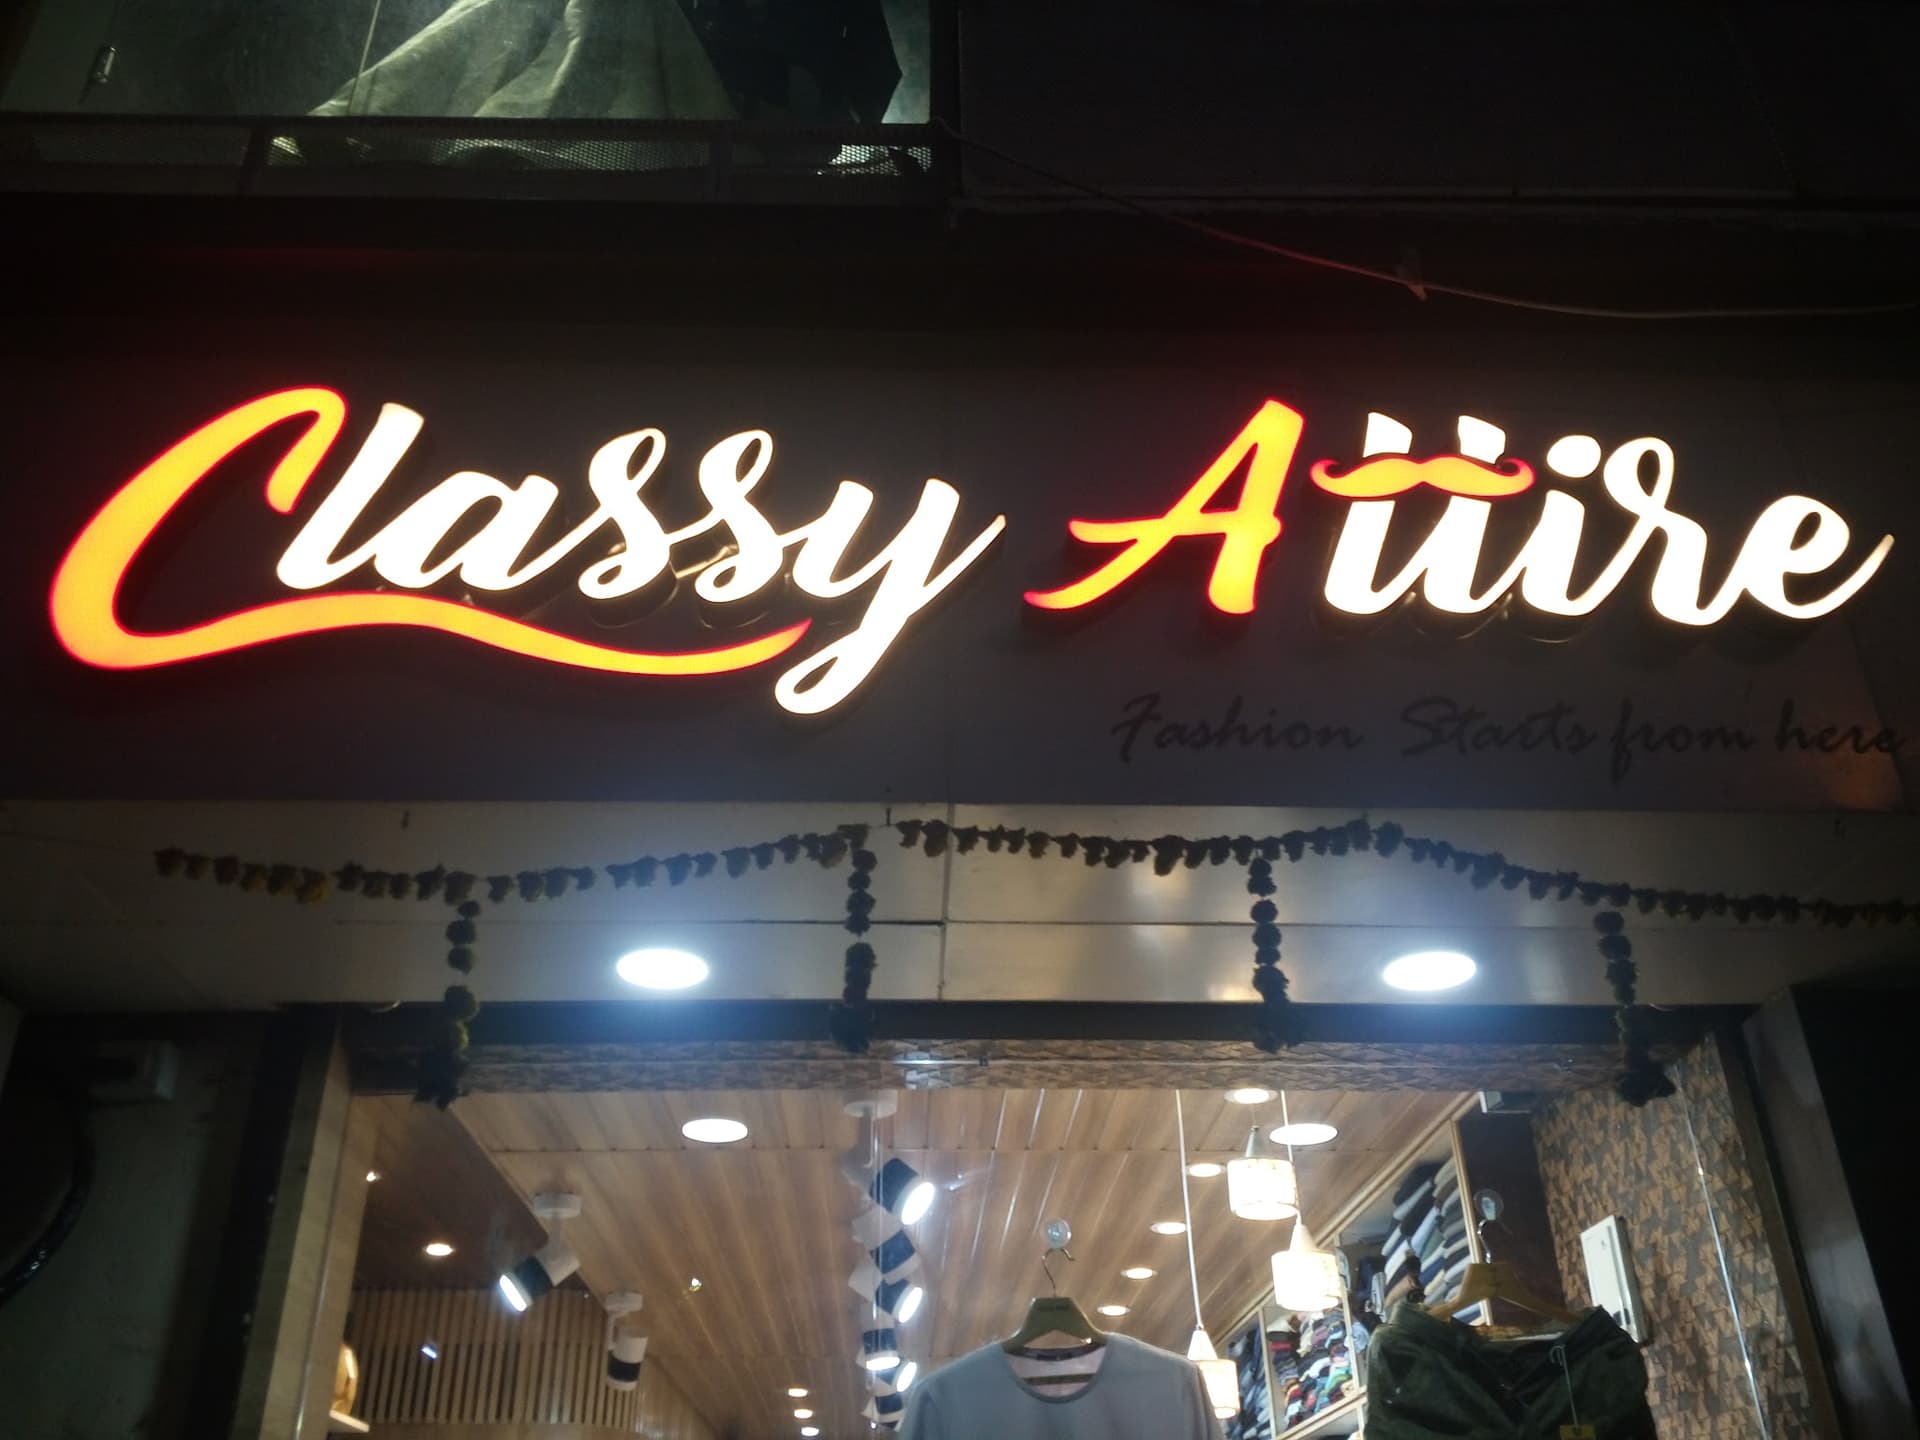 Classy Attire
Fashion Starts from here